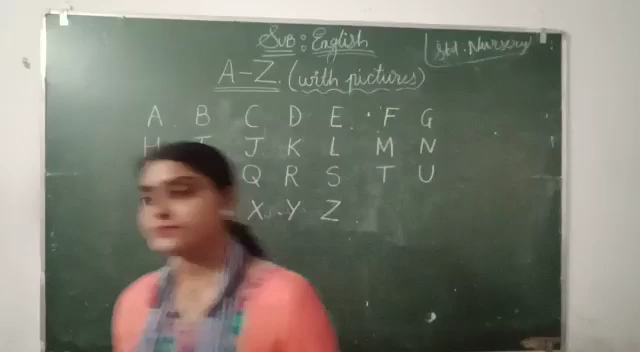 Sub: English
Std. Nursery
A-Z. (with pictures)
A B C D E F G
H I J K L M N
Q R S T U
X Y Z